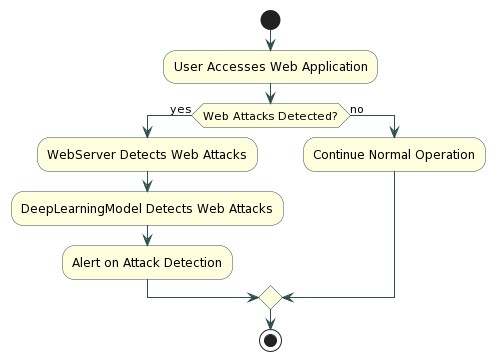 User Accesses Web Application
yes
Web Attacks Detected?
no
WebServer Detects Web Attacks
Continue Normal Operation
DeepLearningModel Detects Web Attacks
Alert on Attack Detection